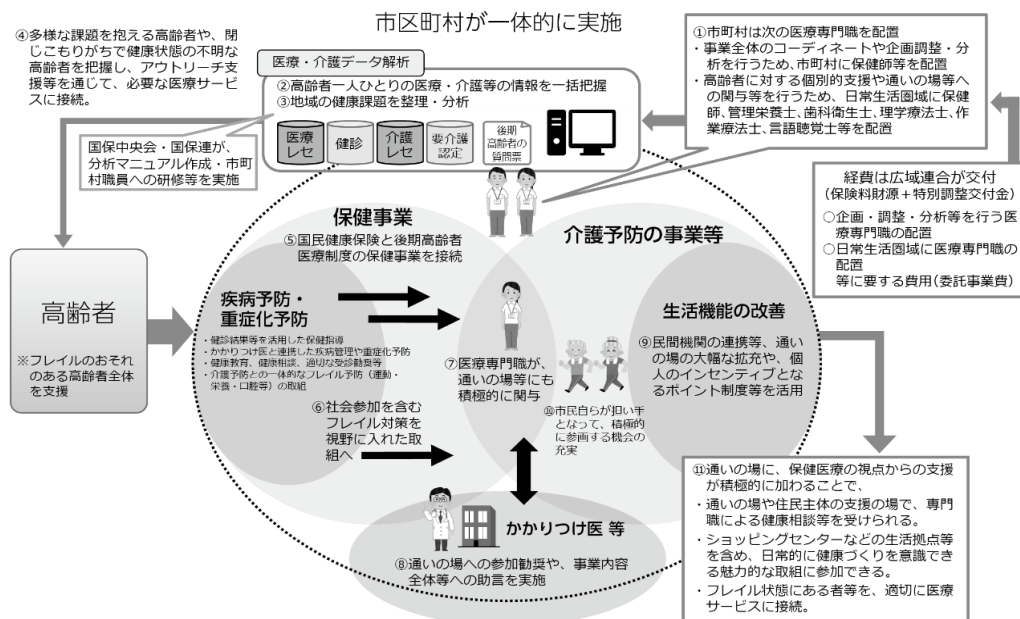 市区町村が一体的に実施
④多様な課題を抱える高齢者や、閉
じこもりがちで健康状態の不明な
高齢者を把握し、アウトリーチ支
援等を通じて、必要な医療サービ
スに接続。
医療・介護データ解析
②高齢者一人ひとりの医療・介護等の情報を一括把握
③地域の健康課題を整理・分析
医療
レセ
健診
介護
レセ
要介護
認定
後期
高齢者の
質問票
①市町村は次の医療専門職を配置
・事業全体のコーディネートや企画調整・分
析を行うため、市町村に保健師等を配置
・高齢者に対する個別的支援や通いの場等へ
の関与等を行うため、日常生活圏域に保健
師、管理栄養士、歯科衛生士、理学療法士、作
業療法士、言語聴覚士等を配置
国保中央会・国保連が、
分析マニュアル作成・市町
村職員への研修等を実施
経費は広域連合が交付
（保険料財源＋特別調整交付金）
○企画・調整・分析等を行う医
療専門職の配置
○日常生活圏域に医療専門職の
配置
等に要する費用（委託事業費）
保健事業
⑤国民健康保険と後期高齢者
医療制度の保健事業を接続
介護予防の事業等
高齢者
※フレイルのおそれ
のある高齢者全体
を支援
疾病予防・
重症化予防
・健診結果等を活用した保健指導
・かかりつけ医と連携した疾病管理や重症化予防
・健康教育、健康相談、適切な受診勧奨等
・介護予防との一体的なフレイル予防（運動・
栄養・口腔等）の取組
⑥社会参加を含む
フレイル対策を
視野に入れた取
組へ
⑦医療専門職が、
通いの場等にも
積極的に関与
生活機能の改善
⑨民間機関の連携等、通い
の場の大幅な拡充や、個
人のインセンティブとな
るポイント制度等を活用
⑩市民自らが担い手
となって、積極的
に参画する機会の
充実
かかりつけ医 等
⑧通いの場への参加勧奨や、事業内容
全体等への助言を実施
⑪通いの場に、保健医療の視点からの支援
が積極的に加わることで、
・通いの場や住民主体の支援の場で、専門
職による健康相談等を受けられる。
・ショッピングセンターなどの生活拠点等
を含め、日常的に健康づくりを意識でき
る魅力的な取組に参加できる。
・フレイル状態にある者等を、適切に医療
サービスに接続。